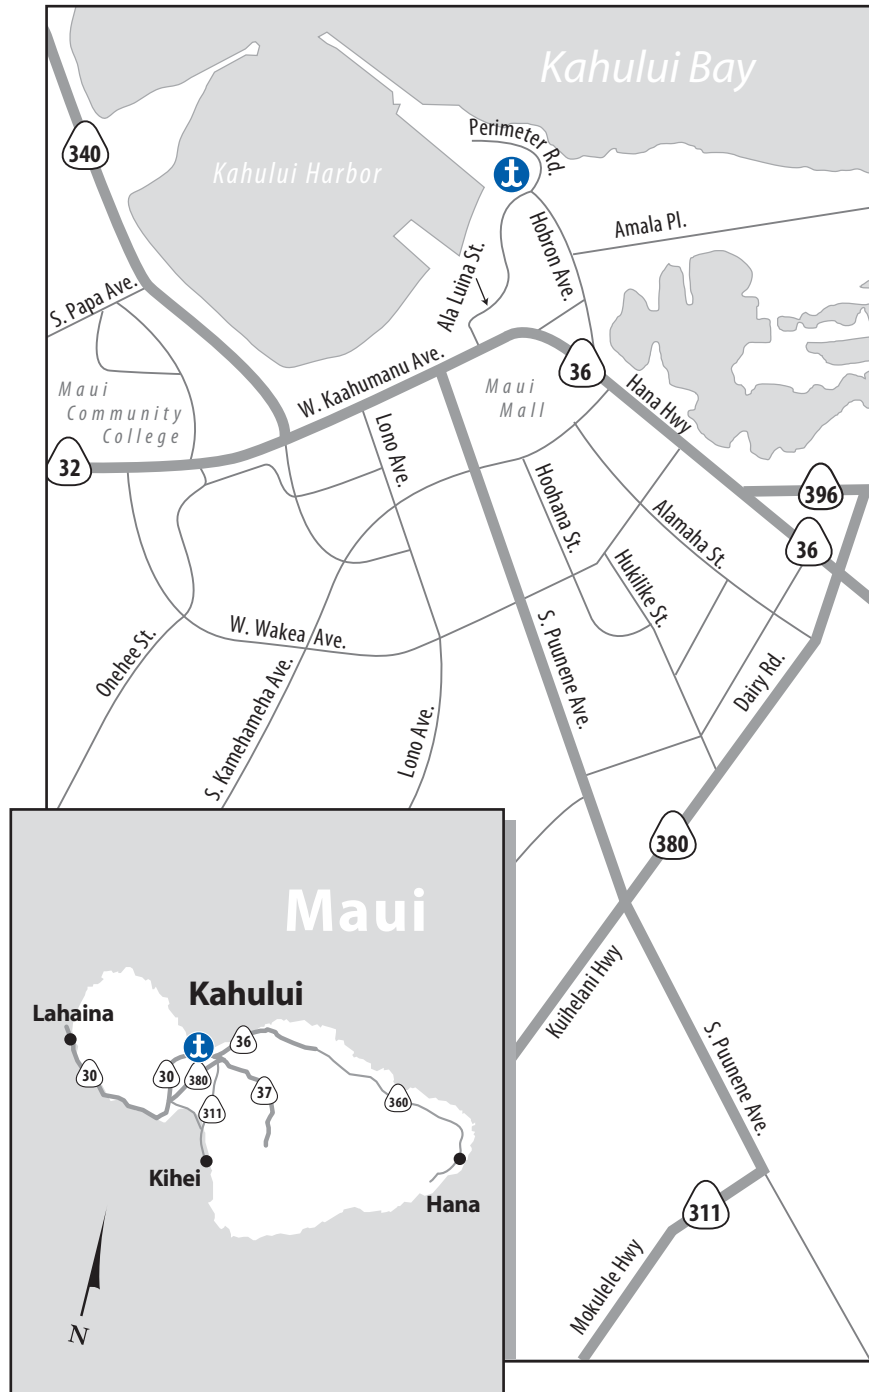 Kahului Bay
Perimeter Rd.
340
Kahului Harbor
Amala Pl.
Hobron Ave.
Ala Luina St.
S. Papa Ave.
W. Kaahumanu Ave.
36
Hana Hwy
Maui
Community
College
Maui
Mall
32
Lono Ave.
396
Hoohana St.
Alamaha St.
36
Hukilike St.
W. Wakea Ave.
Onehee St.
S. Kamehameha Ave.
Lono Ave.
S. Puunene Ave.
Dairy Rd.
380
Kuihelani Hwy
S. Puunene Ave.
311
Mokulele Hwy
Maui
Kahului
Lahaina
36
30
30
380
37
311
360
Kihei
Hana
N